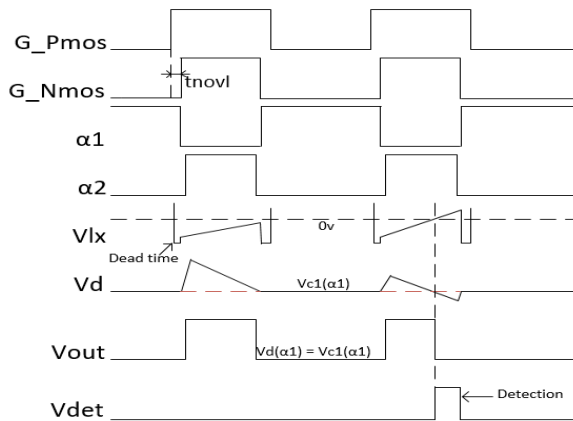 G_Pmos
tnovl
G_Nmos
α1
α2
0v
Vlx
Dead time
Vd
Vc1(α1)
Vout
Vd(α1) = Vc1(α1)
Detection
Vdet